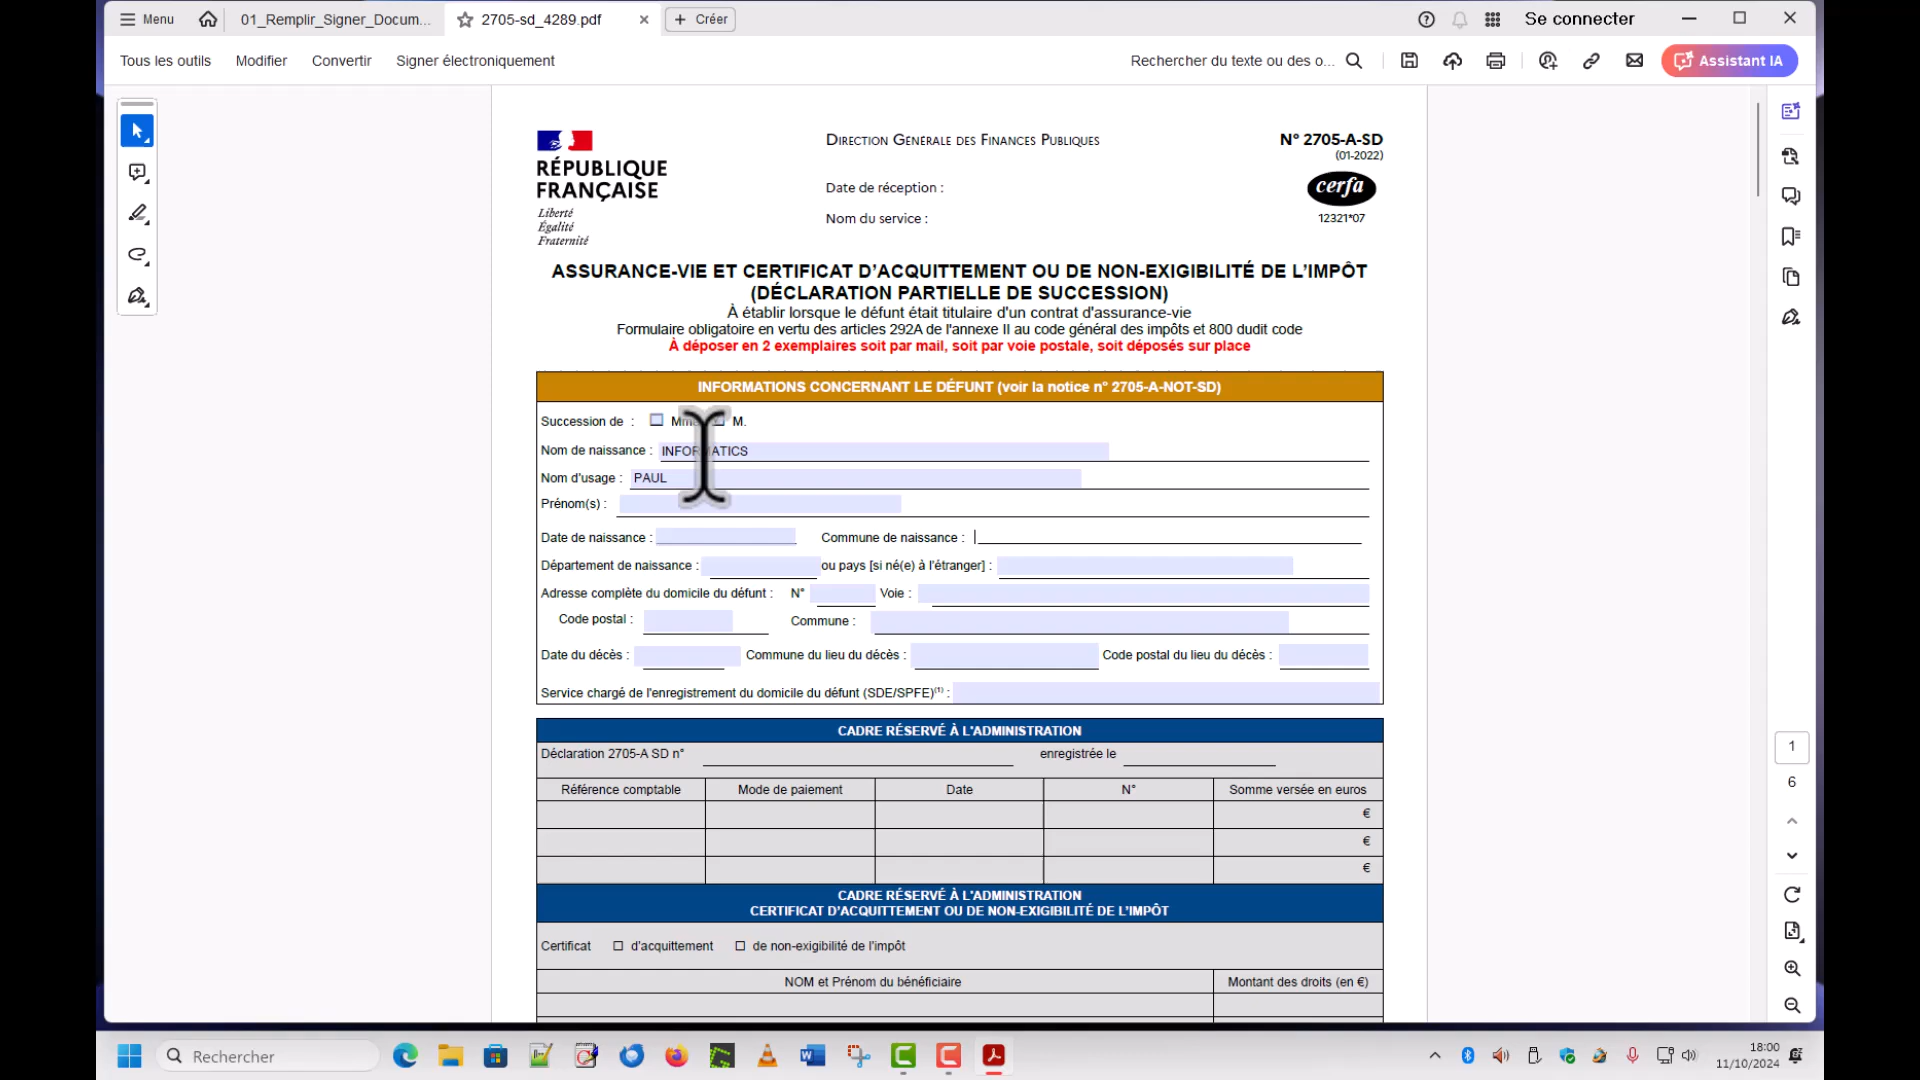 Menu
01_Remplir_Signer_Docum...
2705-sd_4289.pdf
Créer
Se connecter
Tous les outils
Modifier
Convertir
Signer électroniquement
Rechercher du texte ou des o...
Assistant IA
RÉPUBLIQUE
FRANÇAISE
Liberté
Égalité
Fraternité
DIRECTION GÉNÉRALE DES FINANCES PUBLIQUES
Date de réception :
Nom du service :
N° 2705-A-SD
(01-2022)
cerfa
12321*07
ASSURANCE-VIE ET CERTIFICAT D'ACQUITTEMENT OU DE NON-EXIGIBILITÉ DE L'IMPÔT
(DÉCLARATION PARTIELLE DE SUCCESSION)
À établir lorsque le défunt était titulaire d'un contrat d'assurance-vie
Formulaire obligatoire en vertu des articles 292A de l'annexe II au code général des impôts et 800 dudit code
À déposer en 2 exemplaires soit par mail, soit par voie postale, soit déposés sur place
INFORMATIONS CONCERNANT LE DÉFUNT (voir la notice n° 2705-A-NOT-SD)
Succession de : Mme M.
Nom de naissance : INFORMATICS
Nom d'usage : PAUL
Prénom(s) :
Date de naissance : Commune de naissance :
Département de naissance : ou pays [si né(e) à l'étranger] :
Adresse complète du domicile du défunt : N° Voie :
Code postal : Commune :
Date du décès : Commune du lieu du décès : Code postal du lieu du décès :
Service chargé de l'enregistrement du domicile du défunt (SDE/SPFE)(1) :
CADRE RÉSERVÉ À L'ADMINISTRATION
Déclaration 2705-A SD n° enregistrée le
Référence comptable Mode de paiement Date N° Somme versée en euros
€
€
€
CADRE RÉSERVÉ À L'ADMINISTRATION
CERTIFICAT D'ACQUITTEMENT OU DE NON-EXIGIBILITÉ DE L'IMPÔT
Certificat d'acquittement de non-exigibilité de l'impôt
NOM et Prénom du bénéficiaire Montant des droits (en €)
1
6
Rechercher
18:00
11/10/2024